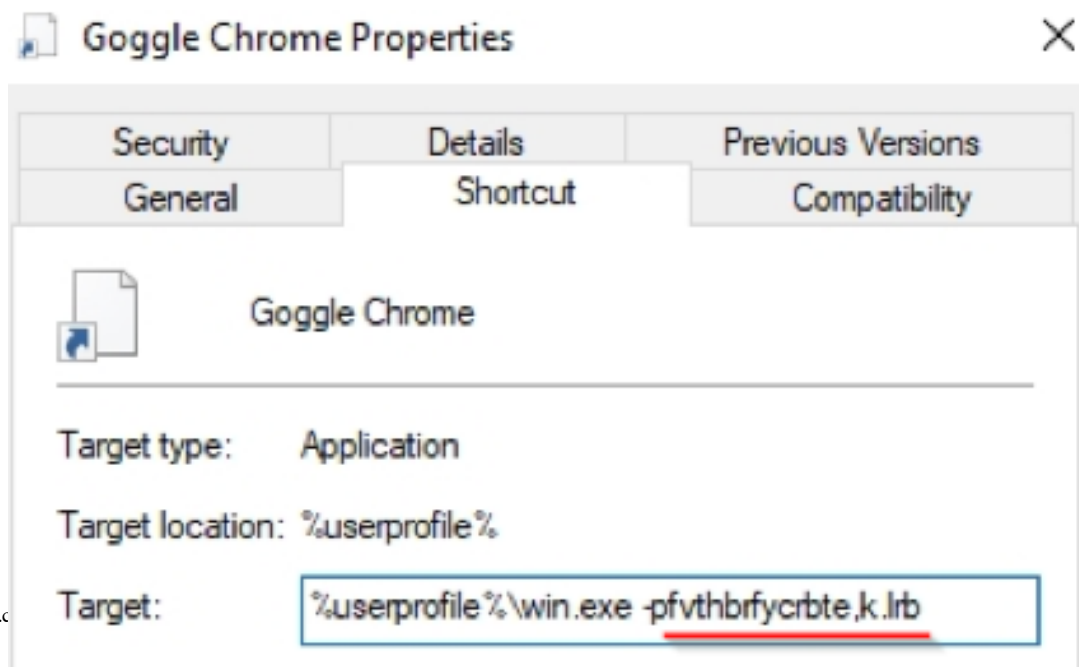 Goggle Chrome Properties
Security Details Previous Versions
General Shortcut Compatibility
Goggle Chrome
Target type: Application
Target location: %userprofile%
Target: %userprofile%\win.exe -pfvthbrfycrbte,k.lrb